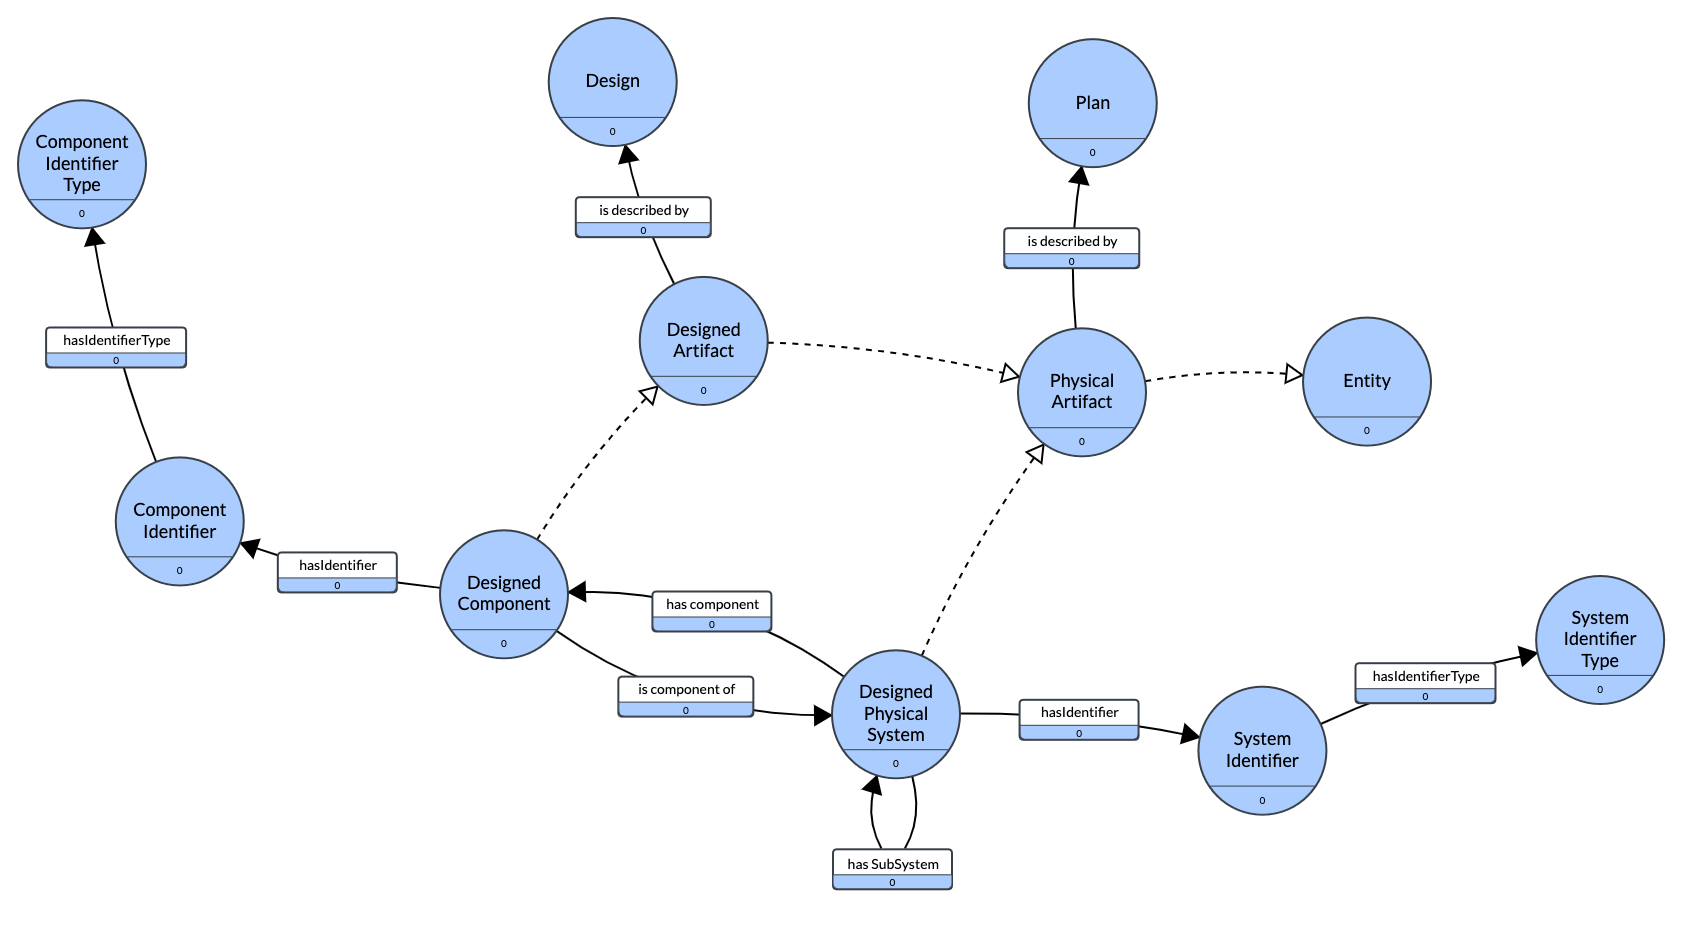 Design
0
Plan
0
Component
Identifier
Type
0
is described by
0
is described by
0
hasIdentifierType
0
Designed
Artifact
0
Physical
Artifact
0
Entity
0
Component
Identifier
0
hasIdentifier
0
Designed
Component
0
has component
0
is component of
0
Designed
Physical
System
0
hasIdentifier
0
System
Identifier
0
hasIdentifierType
0
System
Identifier
Type
0
has SubSystem
0